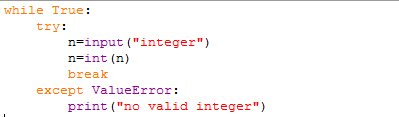 while True:
    try:
        n=input("integer")
        n=int(n)
        break
    except ValueError:
        print("no valid integer")